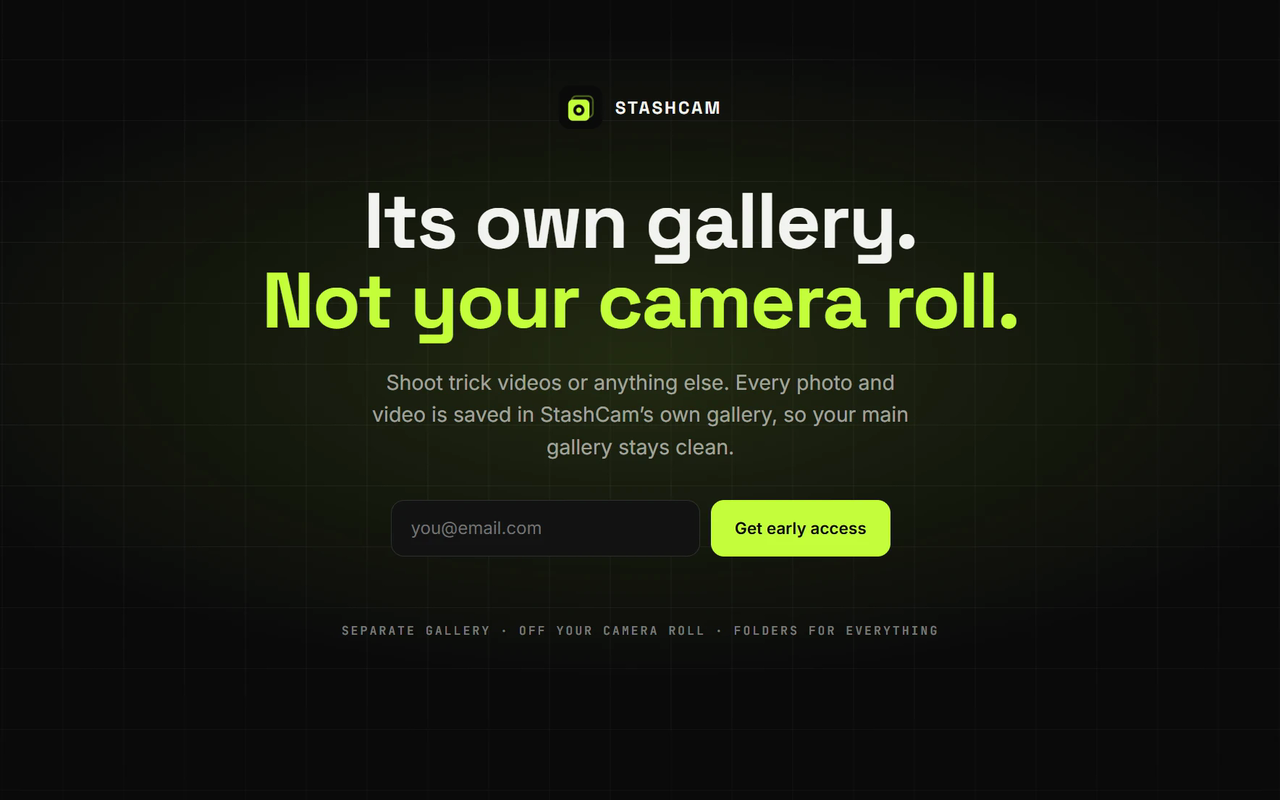 STASHCAM
Its own gallery.
Not your camera roll.
Shoot trick videos or anything else. Every photo and
video is saved in StashCam’s own gallery, so your main
gallery stays clean.
you@email.com
Get early access
SEPARATE GALLERY · OFF YOUR CAMERA ROLL · FOLDERS FOR EVERYTHING